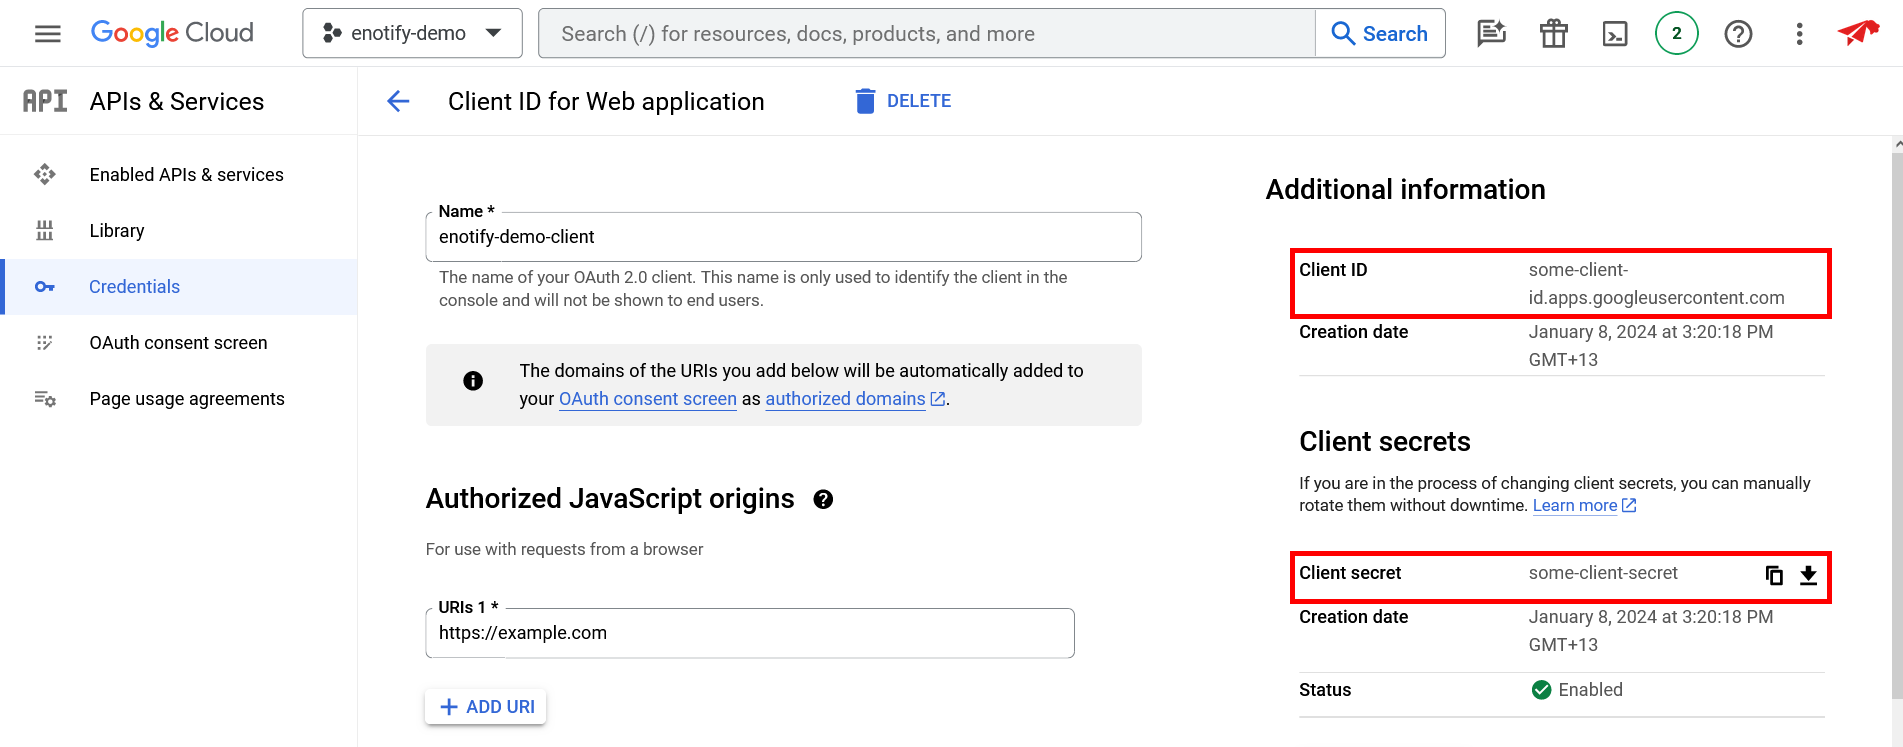 Google Cloud
enotify-demo
Search (/) for resources, docs, products, and more
Search
2
API
APIs & Services
Client ID for Web application
DELETE
Enabled APIs & services
Library
Credentials
OAuth consent screen
Page usage agreements
Name *
enotify-demo-client
The name of your OAuth 2.0 client. This name is only used to identify the client in the
console and will not be shown to end users.
The domains of the URIs you add below will be automatically added to
your OAuth consent screen as authorized domains.
Authorized JavaScript origins
For use with requests from a browser
URIs 1 *
https://example.com
ADD URI
Additional information
Client ID some-client-
id.apps.googleusercontent.com
Creation date January 8, 2024 at 3:20:18 PM
GMT+13
Client secrets
If you are in the process of changing client secrets, you can manually
rotate them without downtime. Learn more
Client secret some-client-secret
Creation date January 8, 2024 at 3:20:18 PM
GMT+13
Status Enabled